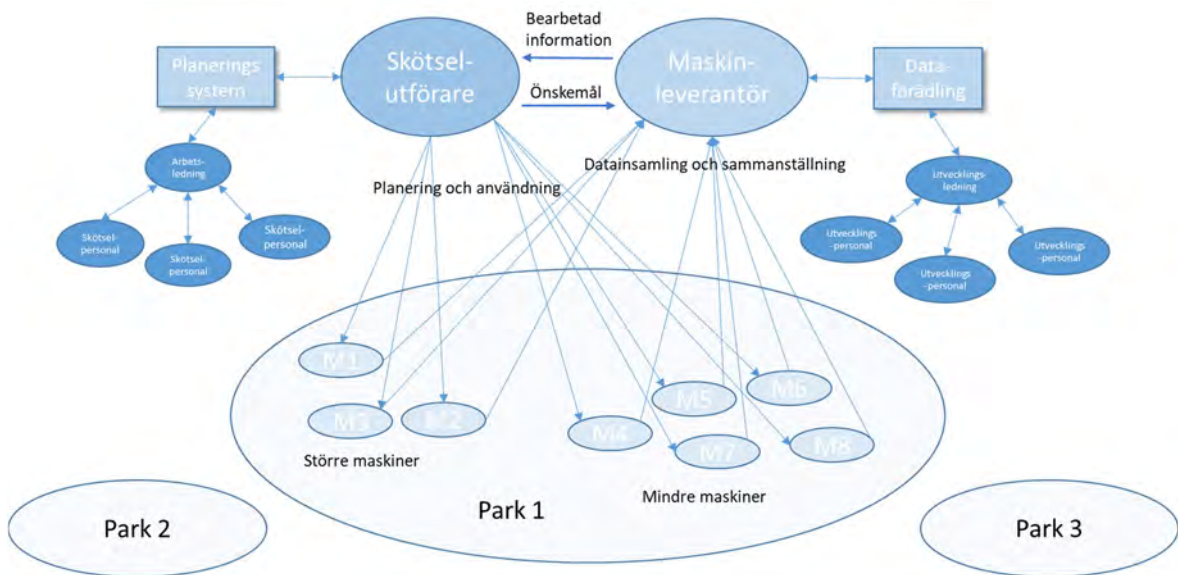 Bearbetad
information
Planerings
system
Skötsel-
utförare
Maskin-
leverantör
Data-
förädling
Önskemål
Arbets-
ledning
Datainsamling och sammanställning
Planering och användning
Utvecklings-
ledning
Skötsel-
personal
Skötsel-
personal
Skötsel-
personal
Utvecklings
-personal
Utvecklings
-personal
Utvecklings
-personal
M1
M3
M2
M4
M5
M6
M7
M8
Större maskiner
Mindre maskiner
Park 1
Park 2
Park 3